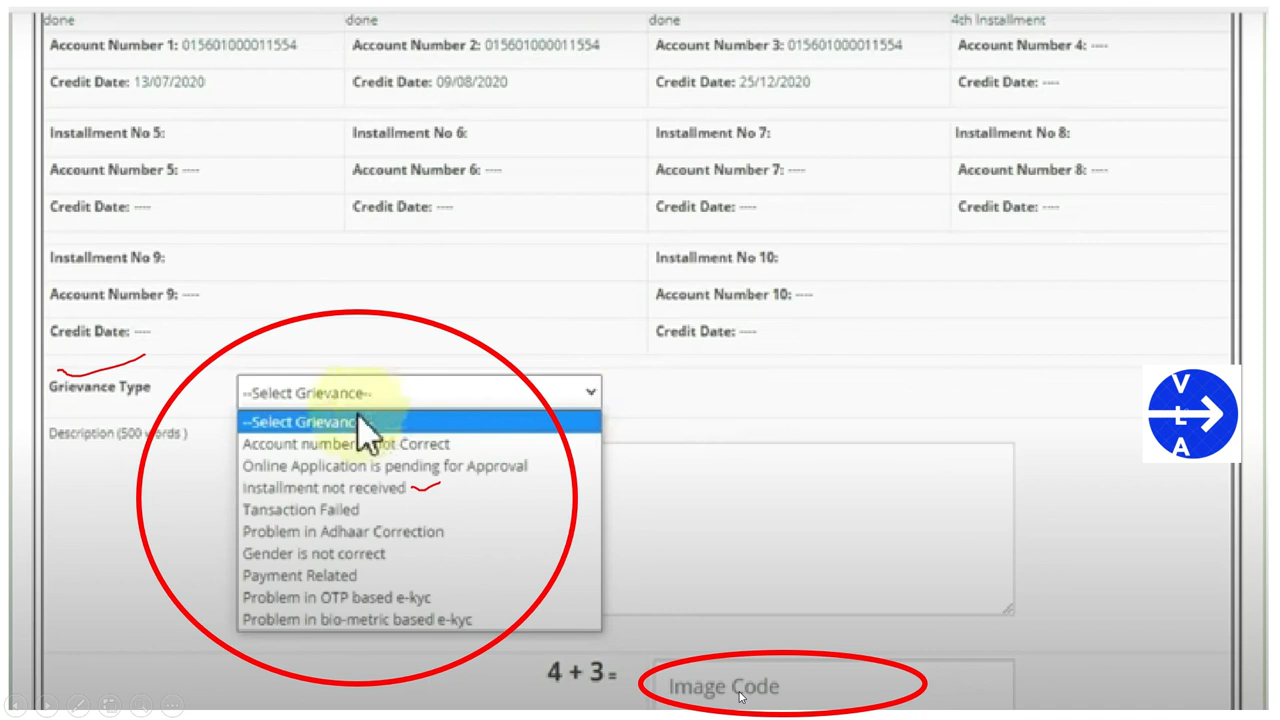 done done done 4th Installment
Account Number 1: 015601000011554 Account Number 2: 015601000011554 Account Number 3: 015601000011554 Account Number 4: ----
Credit Date: 13/07/2020 Credit Date: 09/08/2020 Credit Date: 25/12/2020 Credit Date: ----
Installment No 5: Installment No 6: Installment No 7: Installment No 8:
Account Number 5: ---- Account Number 6: ---- Account Number 7: ---- Account Number 8: ----
Credit Date: ---- Credit Date: ---- Credit Date: ---- Credit Date: ----
Installment No 9: Installment No 10:
Account Number 9: ---- Account Number 10: ----
Credit Date: ---- Credit Date: ----
Grievance Type --Select Grievance--
--Select Grievanc
Description (500 words )
Account number not Correct
Online Application is pending for Approval
Installment not received
Tansaction Failed
Problem in Adhaar Correction
Gender is not correct
Payment Related
Problem in OTP based e-kyc
Problem in bio-metric based e-kyc
V
L
A
4 + 3 = Image Code